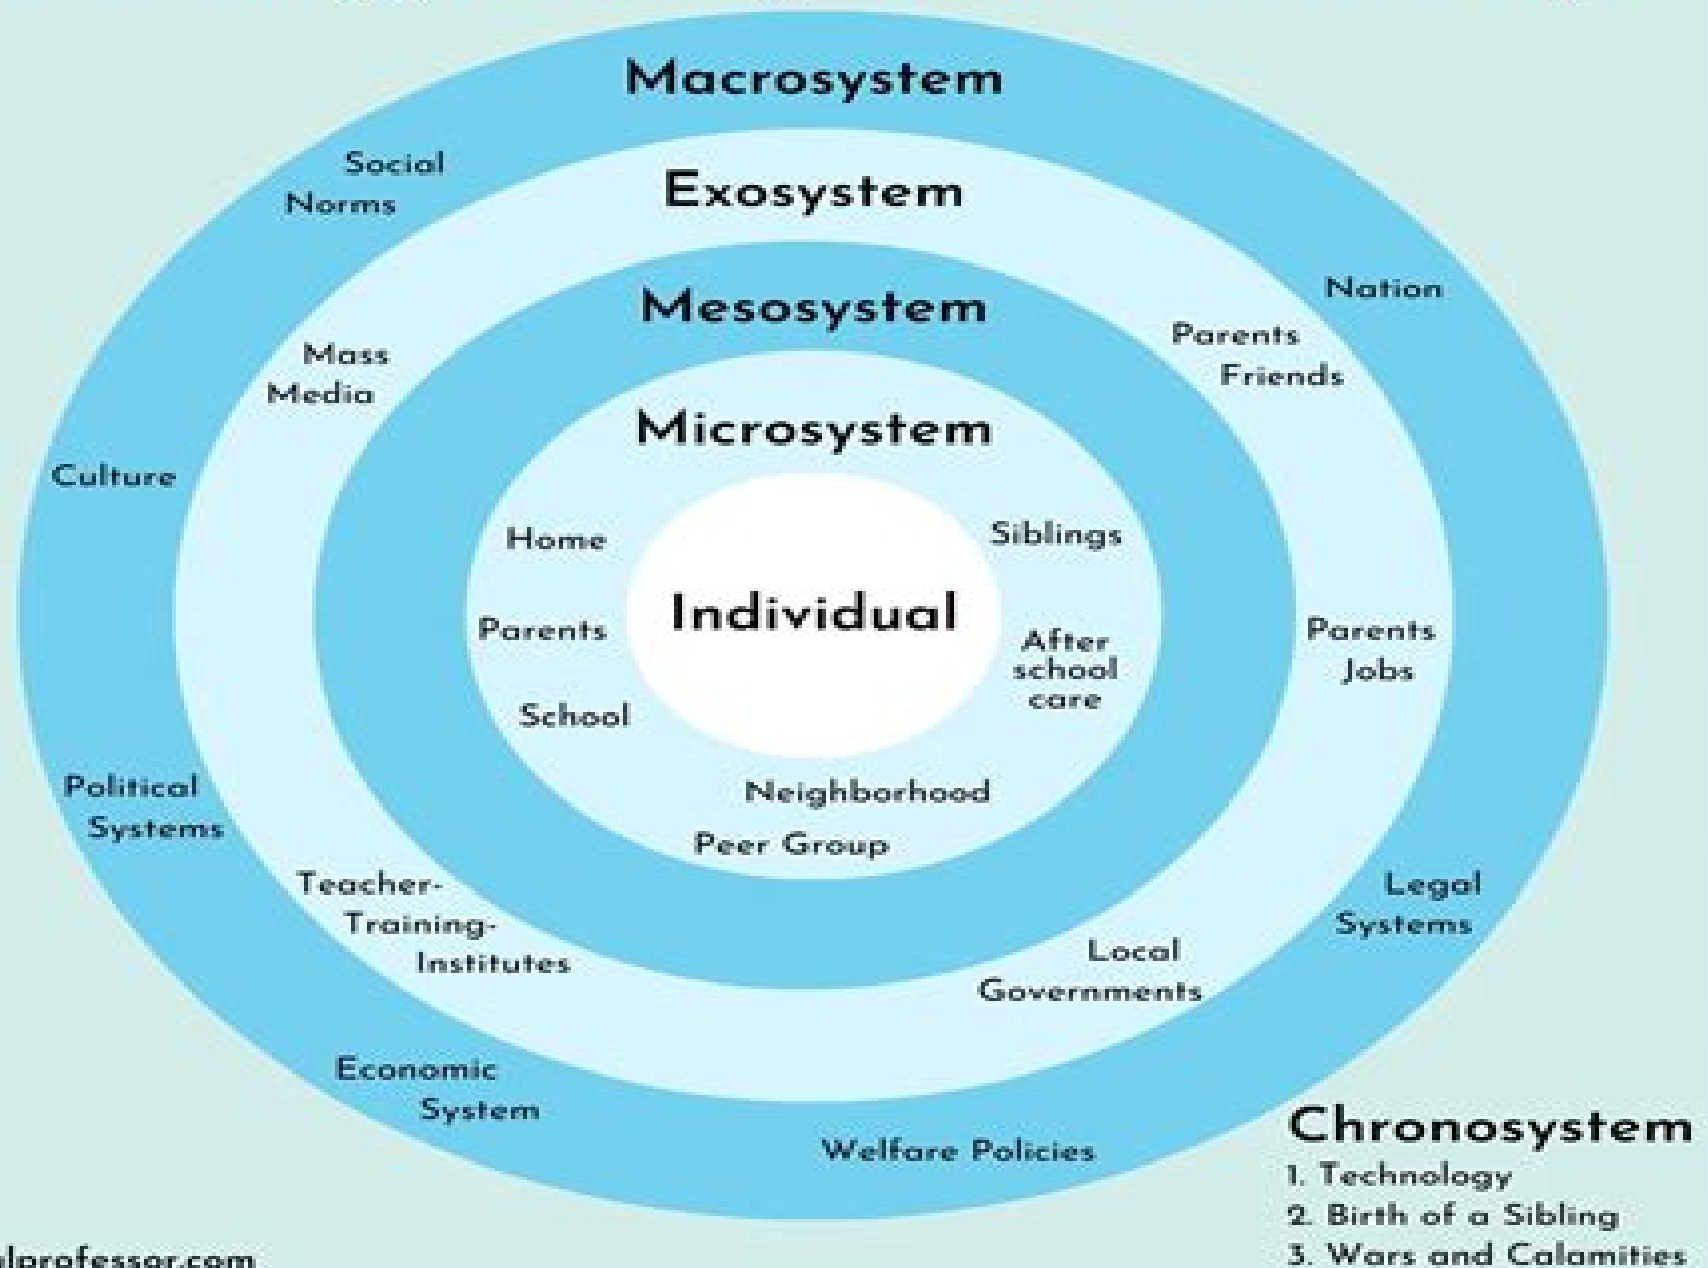 Macrosystem
Social
Norms
Exosystem
Nation
Mesosystem
Parents
Friends
Mass
Media
Microsystem
Culture
Home
Siblings
Individual
Parents
After
school
care
Parents
Jobs
School
Political
Systems
Neighborhood
Peer Group
Teacher-
Training-
Institutes
Legal
Systems
Local
Governments
Economic
System
Welfare Policies
Chronosystem
1. Technology
2. Birth of a Sibling
3. Wars and Calamities
alprofessor.com